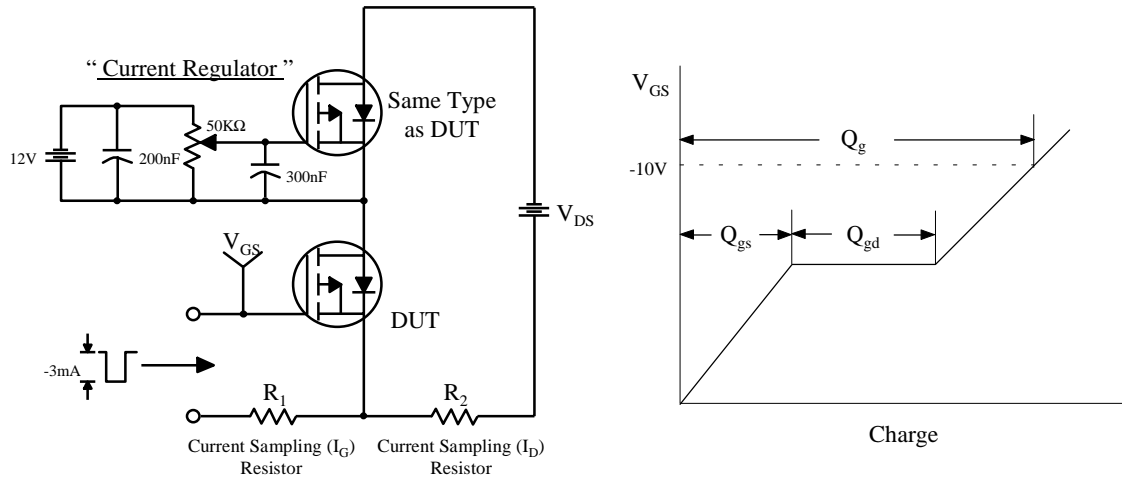 “ Current Regulator ”
12V
200nF
50KΩ
300nF
Same Type
as DUT
V_DS
V_GS
DUT
-3mA
R_1
R_2
Current Sampling (I_G)
Resistor
Current Sampling (I_D)
Resistor
V_GS
-10V
Q_g
Q_gs
Q_gd
Charge